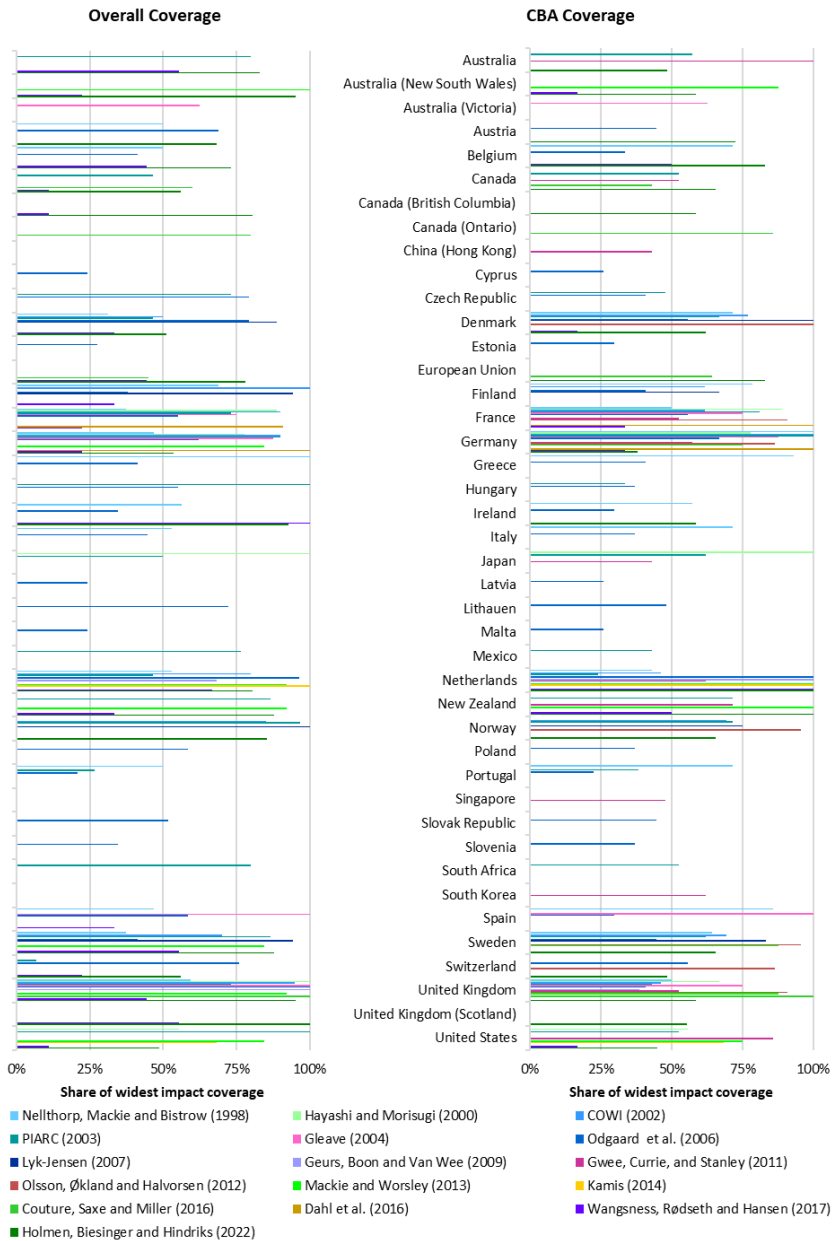 Overall Coverage
CBA Coverage
Australia
Australia (New South Wales)
Australia (Victoria)
Austria
Belgium
Canada
Canada (British Columbia)
Canada (Ontario)
China (Hong Kong)
Cyprus
Czech Republic
Denmark
Estonia
European Union
Finland
France
Germany
Greece
Hungary
Ireland
Italy
Japan
Latvia
Lithauen
Malta
Mexico
Netherlands
New Zealand
Norway
Poland
Portugal
Singapore
Slovak Republic
Slovenia
South Africa
South Korea
Spain
Sweden
Switzerland
United Kingdom
United Kingdom (Scotland)
United States
0% 25% 50% 75% 100%
0% 25% 50% 75% 100%
Share of widest impact coverage
Share of widest impact coverage
Nellthorp, Mackie and Bistrow (1998)
Hayashi and Morisugi (2000)
COWI (2002)
PIARC (2003)
Gleave (2004)
Odgaard et al. (2006)
Lyk-Jensen (2007)
Geurs, Boon and Van Wee (2009)
Gwee, Currie, and Stanley (2011)
Olsson, Økland and Halvorsen (2012)
Mackie and Worsley (2013)
Kamis (2014)
Couture, Saxe and Miller (2016)
Dahl et al. (2016)
Wangsness, Rødseth and Hansen (2017)
Holmen, Biesinger and Hindriks (2022)